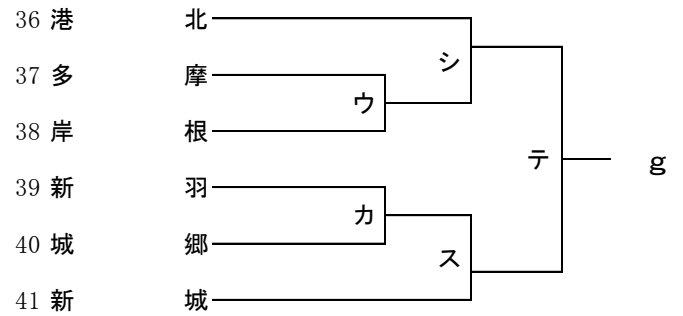 36 港 北
シ
37 多 摩
ウ
38 岸 根
テ g
39 新 羽
カ
40 城 郷
ス
41 新 城